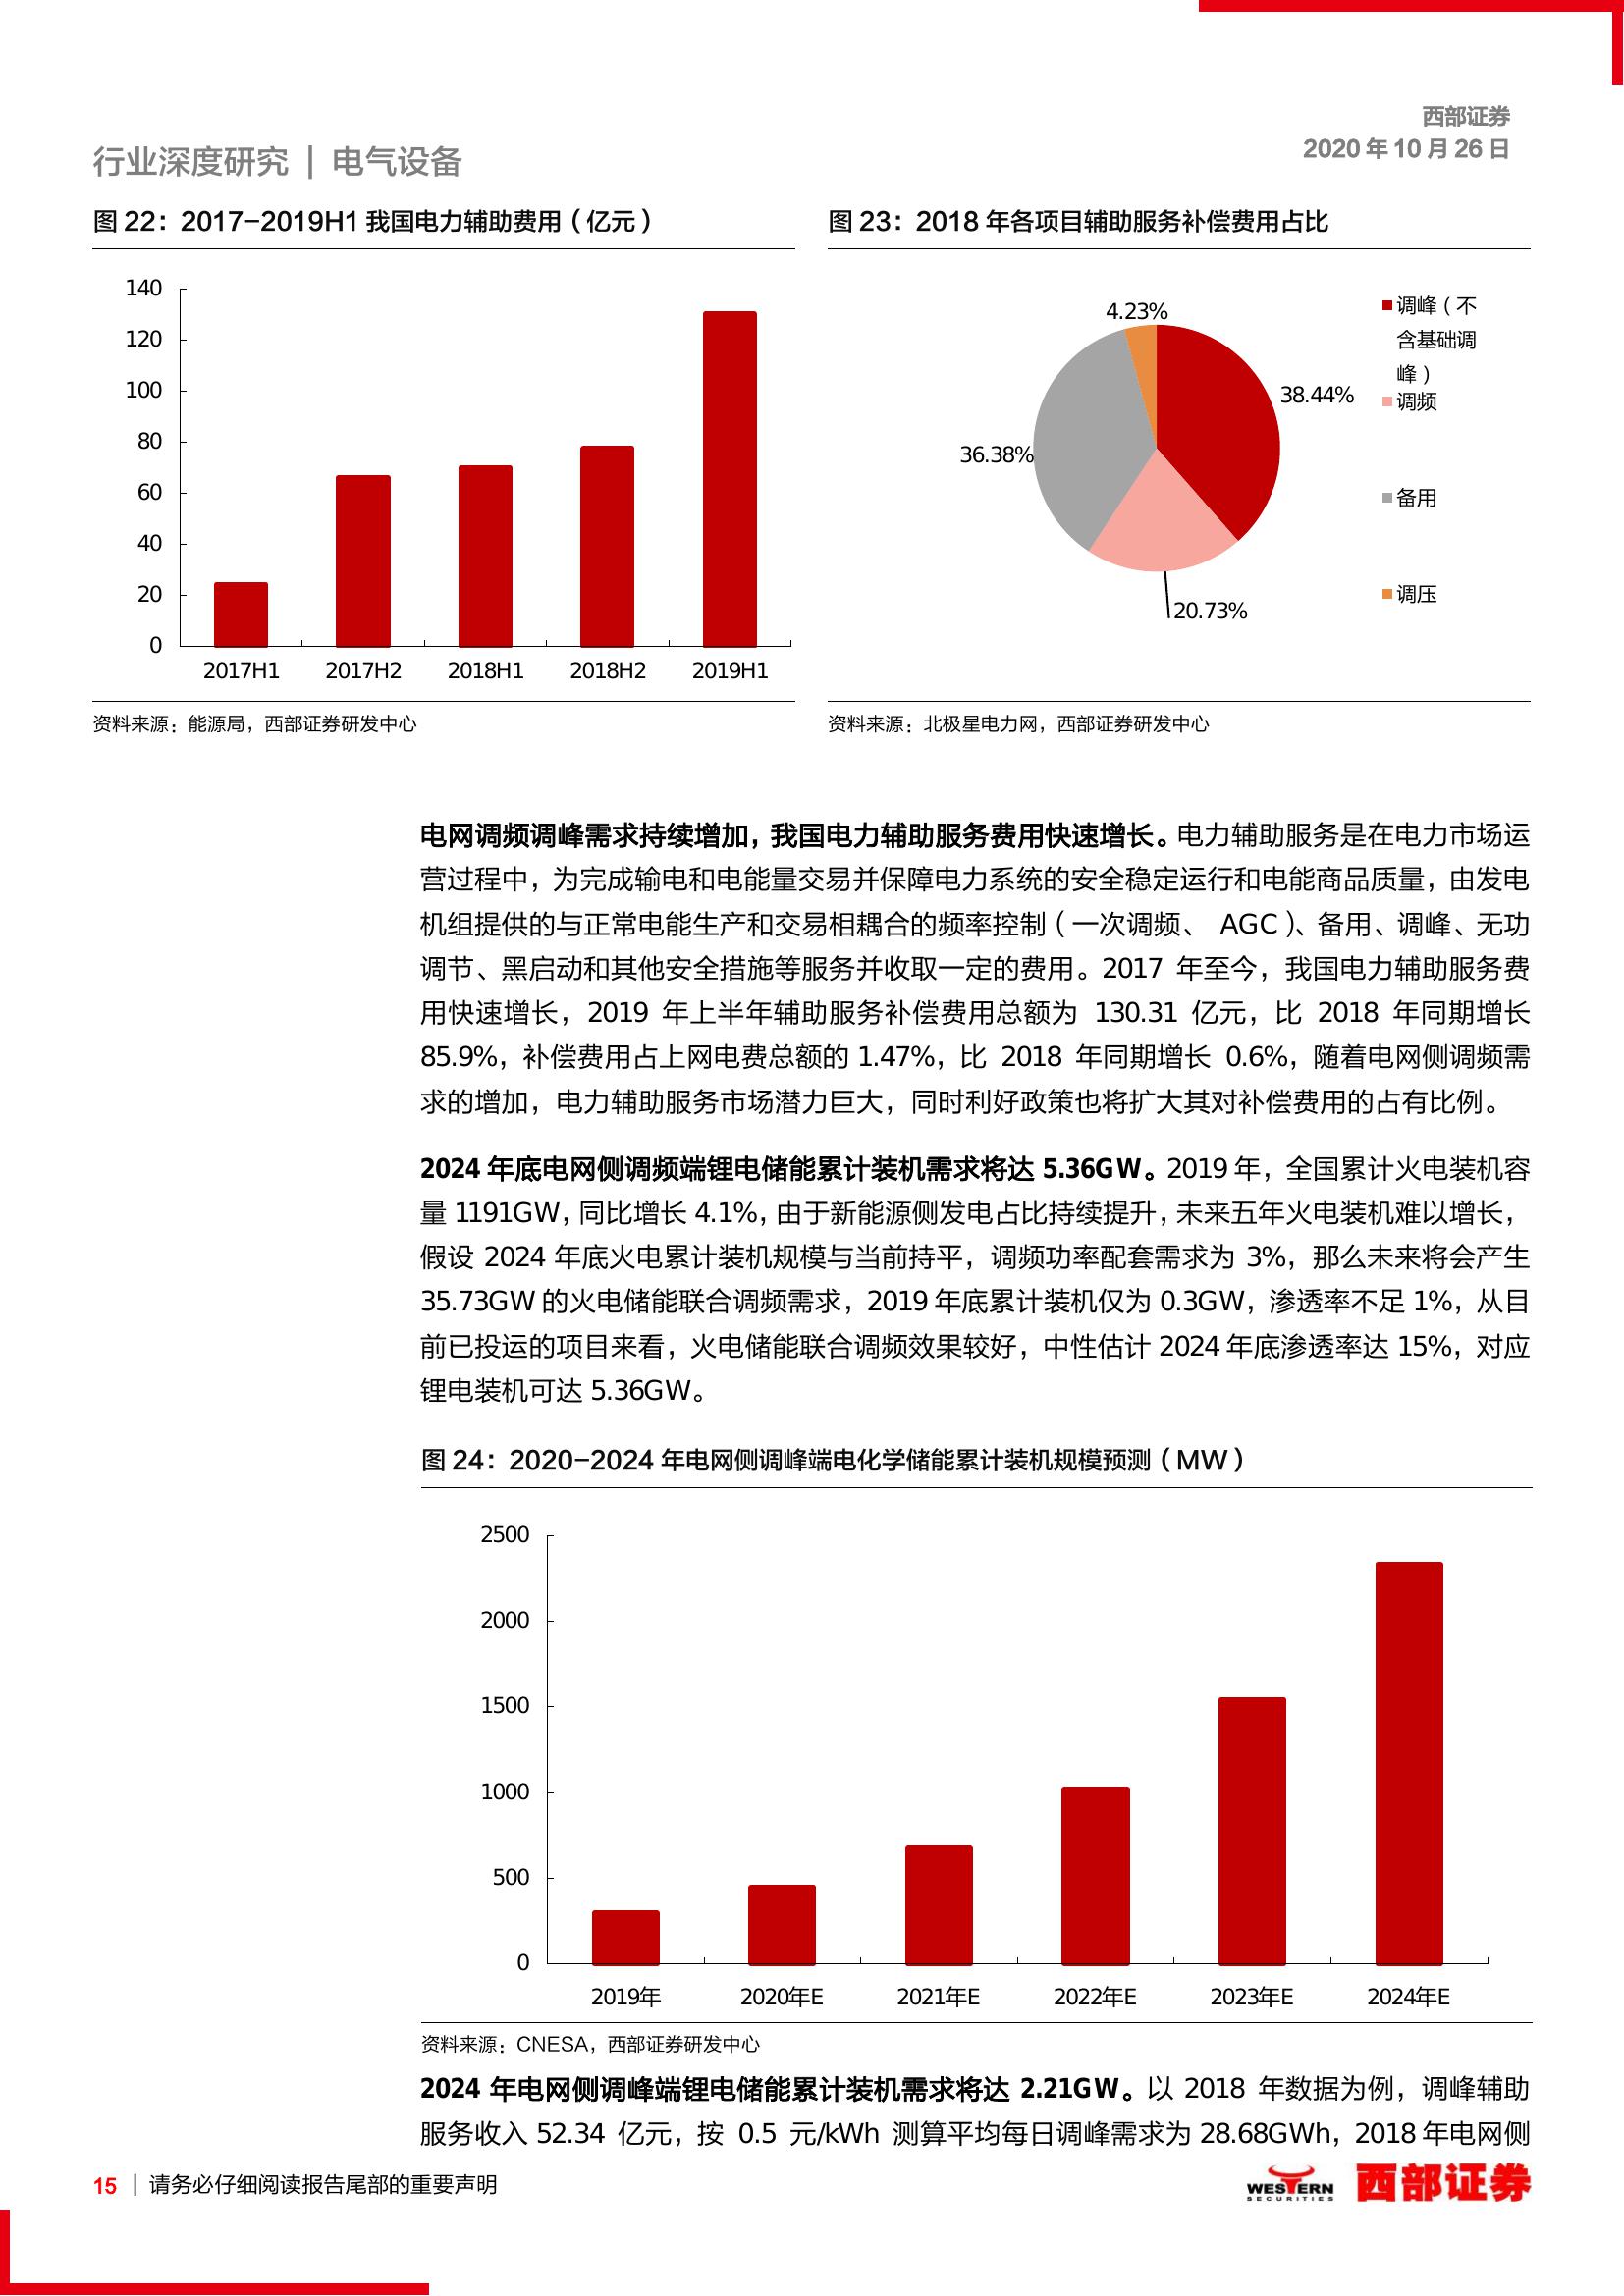 西部证券
2020 年 10 月 26 日
行业深度研究 | 电气设备
图 22：2017-2019H1 我国电力辅助费用（亿元）
140
120
100
80
60
40
20
0
2017H1 2017H2 2018H1 2018H2 2019H1
资料来源：能源局，西部证券研发中心
图 23：2018 年各项目辅助服务补偿费用占比
4.23%
38.44%
36.38%
20.73%
调峰（不
含基础调
峰）
调频
备用
调压
资料来源：北极星电力网，西部证券研发中心
电网调频调峰需求持续增加，我国电力辅助服务费用快速增长。电力辅助服务是在电力市场运
营过程中，为完成输电和电能量交易并保障电力系统的安全稳定运行和电能商品质量，由发电
机组提供的与正常电能生产和交易相耦合的频率控制（一次调频、 AGC）、备用、调峰、无功
调节、黑启动和其他安全措施等服务并收取一定的费用。2017 年至今，我国电力辅助服务费
用快速增长，2019 年上半年辅助服务补偿费用总额为 130.31 亿元，比 2018 年同期增长
85.9%，补偿费用占上网电费总额的 1.47%，比 2018 年同期增长 0.6%，随着电网侧调频需
求的增加，电力辅助服务市场潜力巨大，同时利好政策也将扩大其对补偿费用的占有比例。
2024 年底电网侧调频端锂电储能累计装机需求将达 5.36GW。2019 年，全国累计火电装机容
量 1191GW，同比增长 4.1%，由于新能源侧发电占比持续提升，未来五年火电装机难以增长，
假设 2024 年底火电累计装机规模与当前持平，调频功率配套需求为 3%，那么未来将会产生
35.73GW 的火电储能联合调频需求，2019 年底累计装机仅为 0.3GW，渗透率不足 1%，从目
前已投运的项目来看，火电储能联合调频效果较好，中性估计 2024 年底渗透率达 15%，对应
锂电装机可达 5.36GW。
图 24：2020-2024 年电网侧调峰端电化学储能累计装机规模预测（MW）
2500
2000
1500
1000
500
0
2019年 2020年E 2021年E 2022年E 2023年E 2024年E
资料来源：CNESA，西部证券研发中心
2024 年电网侧调峰端锂电储能累计装机需求将达 2.21GW。以 2018 年数据为例，调峰辅助
服务收入 52.34 亿元，按 0.5 元/kWh 测算平均每日调峰需求为 28.68GWh，2018 年电网侧
15 | 请务必仔细阅读报告尾部的重要声明
WESTERN
SECURITIES
西部证券